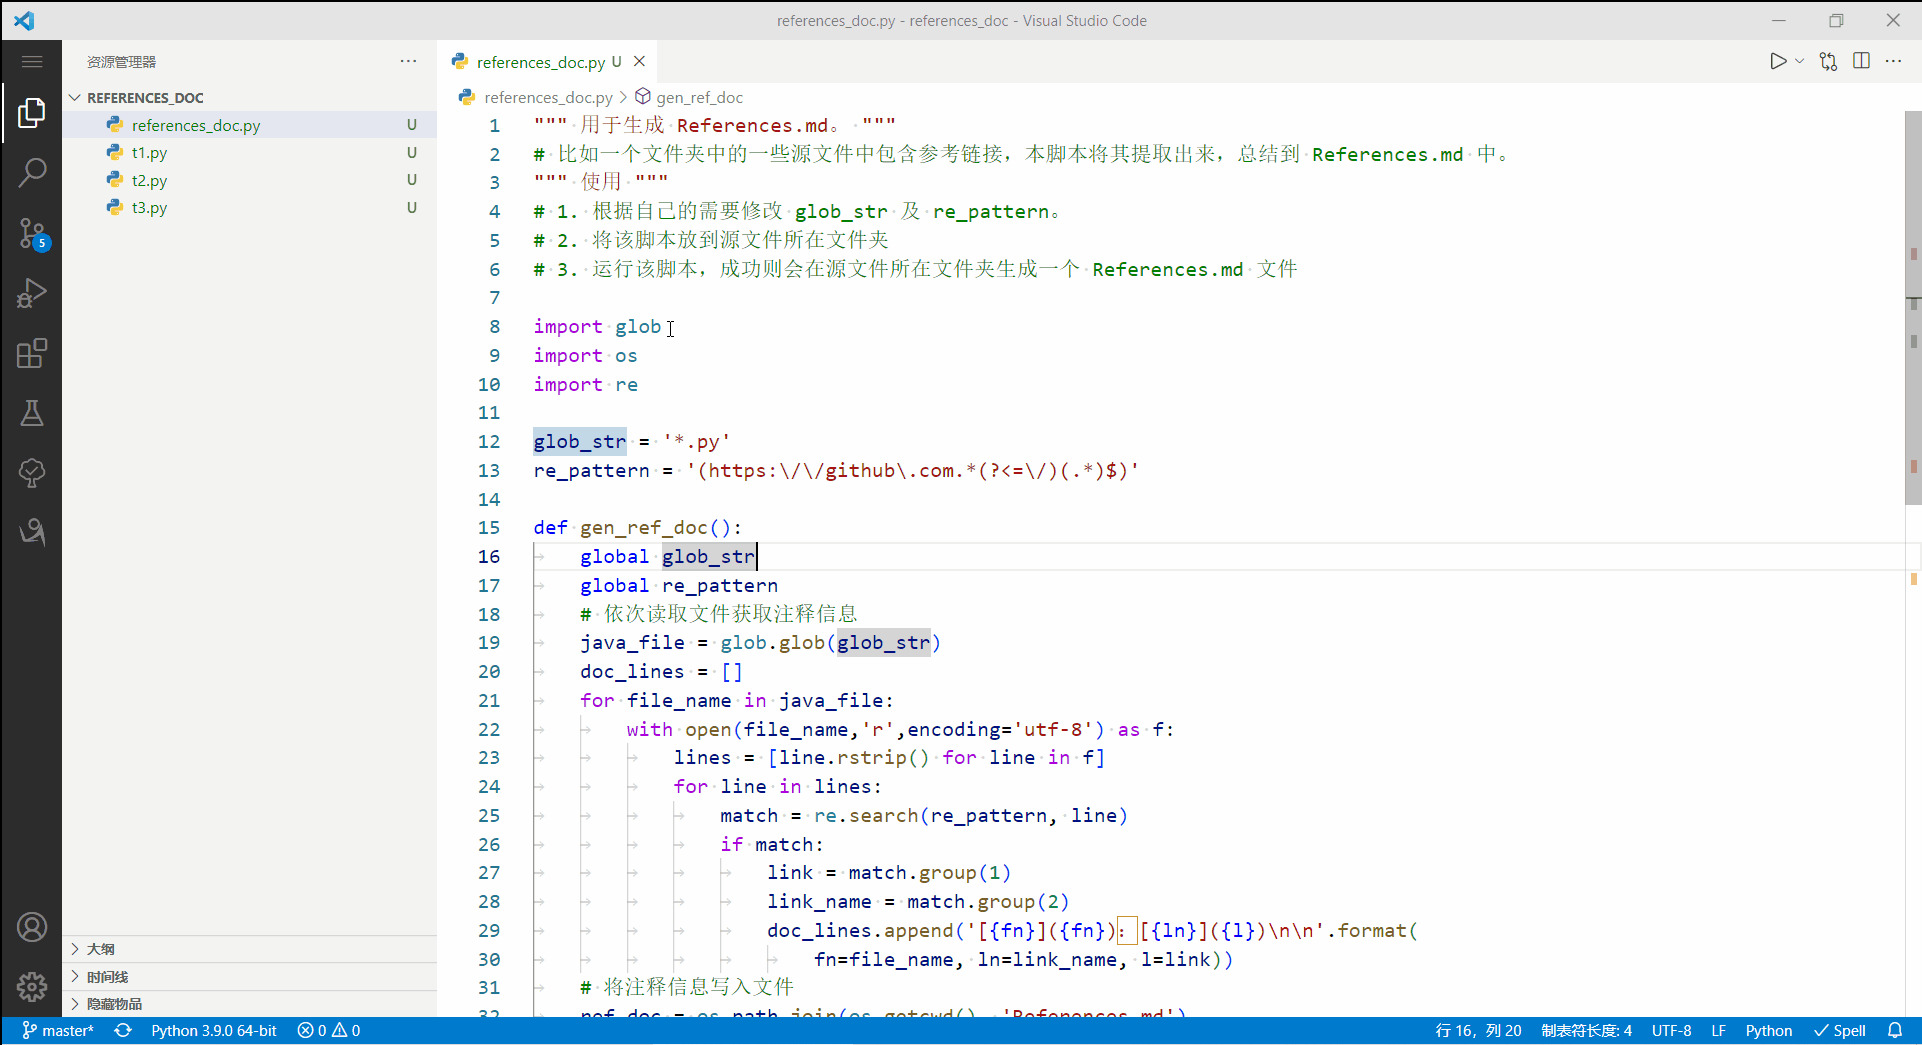 references_doc.py - references_doc - Visual Studio Code
资源管理器
REFERENCES_DOC
references_doc.py U
t1.py U
t2.py U
t3.py U
5
大纲
时间线
隐藏物品
references_doc.py U
references_doc.py > gen_ref_doc
1 """ 用于生成 References.md。 """
2 # 比如一个文件夹中的一些源文件中包含参考链接，本脚本将其提取出来，总结到 References.md 中。
3 """ 使用 """
4 # 1. 根据自己的需要修改 glob_str 及 re_pattern。
5 # 2. 将该脚本放到源文件所在文件夹
6 # 3. 运行该脚本，成功则会在源文件所在文件夹生成一个 References.md 文件
7
8 import glob
9 import os
10 import re
11
12 glob_str = '*.py'
13 re_pattern = '(https:\/\/github\.com.*(?<=\/)(.*)$)'
14
15 def gen_ref_doc():
16 global glob_str
17 global re_pattern
18 # 依次读取文件获取注释信息
19 java_file = glob.glob(glob_str)
20 doc_lines = []
21 for file_name in java_file:
22 with open(file_name,'r',encoding='utf-8') as f:
23 lines = [line.rstrip() for line in f]
24 for line in lines:
25 match = re.search(re_pattern, line)
26 if match:
27 link = match.group(1)
28 link_name = match.group(2)
29 doc_lines.append('[{fn}]({fn})：[{ln}]({l})\n\n'.format(
30 fn=file_name, ln=link_name, l=link))
31 # 将注释信息写入文件
32 ref_doc = os.path.join(os.getcwd(), 'References.md')
master* Python 3.9.0 64-bit 0 0 行 16，列 20 制表符长度: 4 UTF-8 LF Python Spell